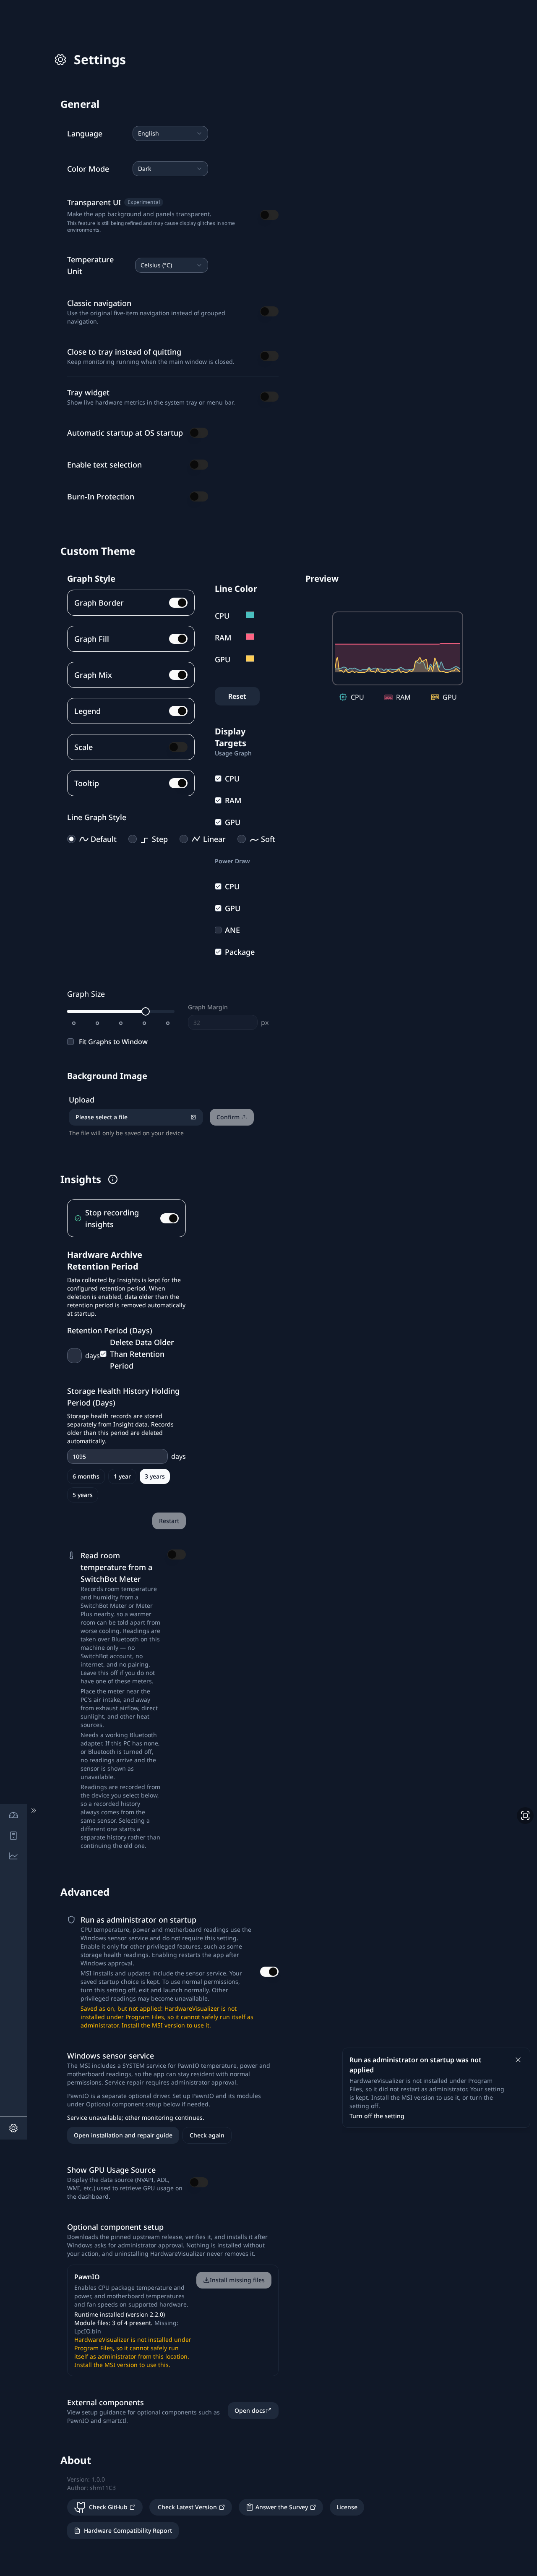 Settings
General
Language
English
Color Mode
Dark
Transparent UI
Experimental
Make the app background and panels transparent.
This feature is still being refined and may cause display glitches in some
environments.
Temperature
Unit
Celsius (°C)
Classic navigation
Use the original five-item navigation instead of grouped
navigation.
Close to tray instead of quitting
Keep monitoring running when the main window is closed.
Tray widget
Show live hardware metrics in the system tray or menu bar.
Automatic startup at OS startup
Enable text selection
Burn-In Protection
Custom Theme
Graph Style
Graph Border
Graph Fill
Graph Mix
Legend
Scale
Tooltip
Line Graph Style
Default
Step
Linear
Soft
Line Color
CPU
RAM
GPU
Reset
Display
Targets
Usage Graph
CPU
RAM
GPU
Power Draw
CPU
GPU
ANE
Package
Preview
CPU
RAM
GPU
Graph Size
Graph Margin
32
px
Fit Graphs to Window
Background Image
Upload
Please select a file
Confirm
The file will only be saved on your device
Insights
Stop recording
insights
Hardware Archive
Retention Period
Data collected by Insights is kept for the
configured retention period. When
deletion is enabled, data older than the
retention period is removed automatically
at startup.
Retention Period (Days)
days
Delete Data Older
Than Retention
Period
Storage Health History Holding
Period (Days)
Storage health records are stored
separately from Insight data. Records
older than this period are deleted
automatically.
1095
days
6 months
1 year
3 years
5 years
Restart
Read room
temperature from a
SwitchBot Meter
Records room temperature
and humidity from a
SwitchBot Meter or Meter
Plus nearby, so a warmer
room can be told apart from
worse cooling. Readings are
taken over Bluetooth on this
machine only — no
SwitchBot account, no
internet, and no pairing.
Leave this off if you do not
have one of these meters.
Place the meter near the
PC's air intake, and away
from exhaust airflow, direct
sunlight, and other heat
sources.
Needs a working Bluetooth
adapter. If this PC has none,
or Bluetooth is turned off,
no readings arrive and the
sensor is shown as
unavailable.
Readings are recorded from
the device you select below,
so a recorded history
always comes from the
same sensor. Selecting a
different one starts a
separate history rather than
continuing the old one.
Advanced
Run as administrator on startup
CPU temperature, power and motherboard readings use the
Windows sensor service and do not require this setting.
Enable it only for other privileged features, such as some
storage health readings. Enabling restarts the app after
Windows approval.
MSI installs and updates include the sensor service. Your
saved startup choice is kept. To use normal permissions,
turn this setting off, exit and launch normally. Other
privileged readings may become unavailable.
Saved as on, but not applied: HardwareVisualizer is not
installed under Program Files, so it cannot safely run itself as
administrator. Install the MSI version to use it.
Windows sensor service
The MSI includes a SYSTEM service for PawnIO temperature, power and
motherboard readings, so the app can stay resident with normal
permissions. Service repair requires administrator approval.
PawnIO is a separate optional driver. Set up PawnIO and its modules
under Optional component setup below if needed.
Service unavailable; other monitoring continues.
Open installation and repair guide
Check again
Show GPU Usage Source
Display the data source (NVAPI, ADL,
WMI, etc.) used to retrieve GPU usage on
the dashboard.
Optional component setup
Downloads the pinned upstream release, verifies it, and installs it after
Windows asks for administrator approval. Nothing is installed without
your action, and uninstalling HardwareVisualizer never removes it.
PawnIO
Enables CPU package temperature and
power, and motherboard temperatures
and fan speeds on supported hardware.
Runtime installed (version 2.2.0)
Module files: 3 of 4 present. Missing:
LpcIO.bin
HardwareVisualizer is not installed under
Program Files, so it cannot safely run
itself as administrator from this location.
Install the MSI version to use this.
Install missing files
External components
View setup guidance for optional components such as
PawnIO and smartctl.
Open docs
Run as administrator on startup was not
applied
HardwareVisualizer is not installed under Program
Files, so it did not restart as administrator. Your setting
is kept. Install the MSI version to use it, or turn the
setting off.
Turn off the setting
About
Version: 1.0.0
Author: shm11C3
Check GitHub
Check Latest Version
Answer the Survey
License
Hardware Compatibility Report